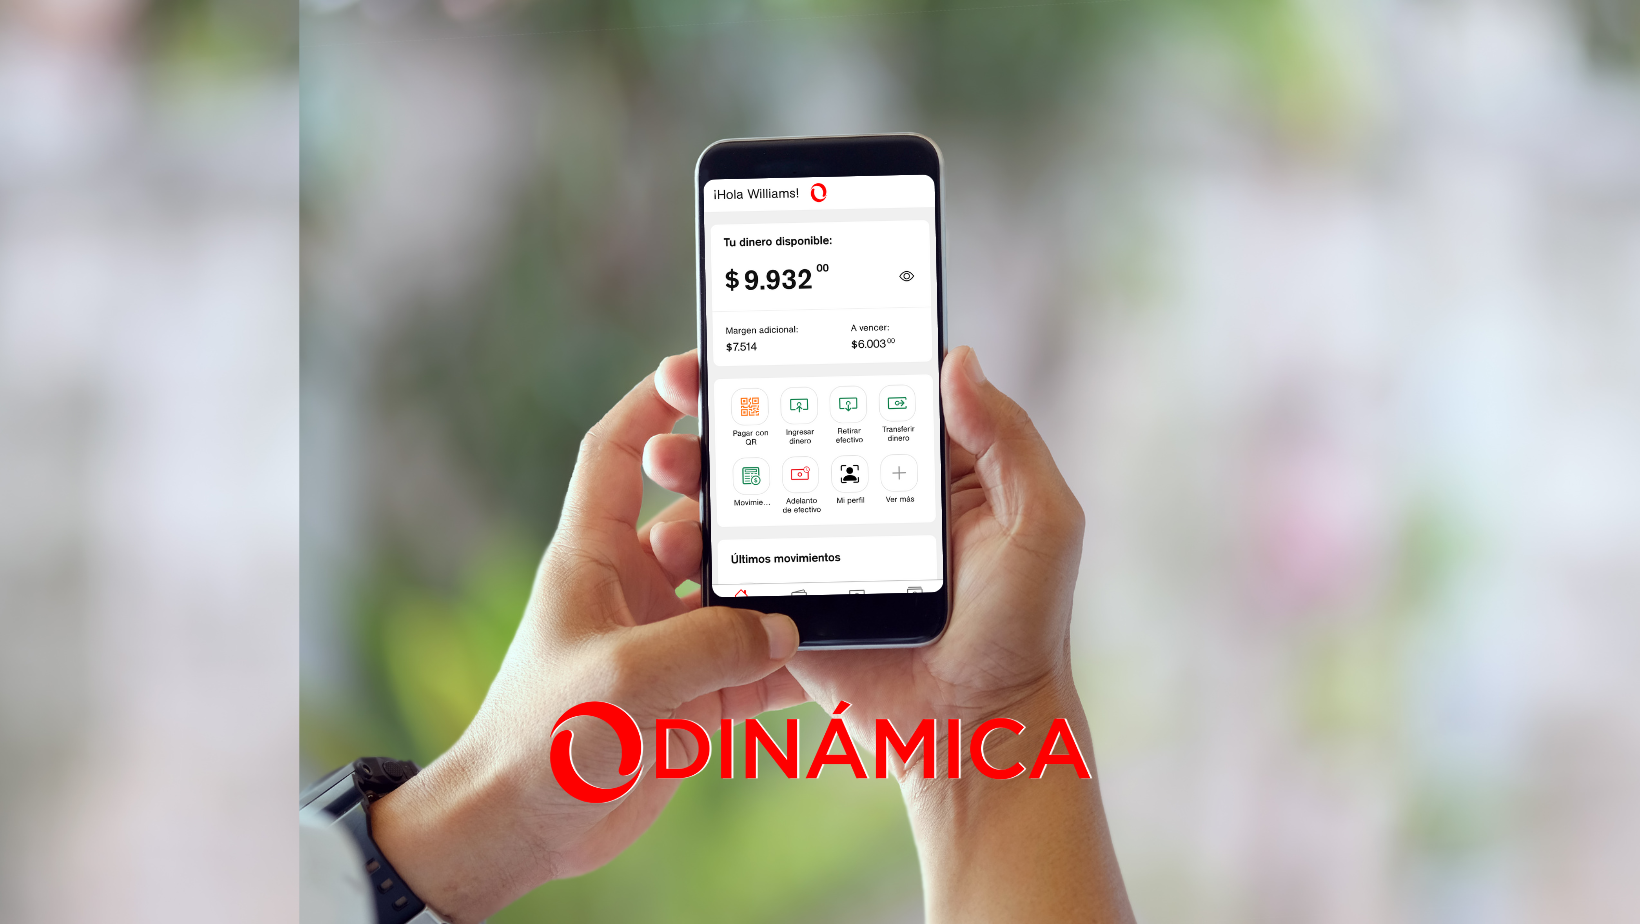 ¡Hola Williams!
Tu dinero disponible:
$ 9.932 00
Margen adicional:
$7.514
A vencer:
$6.003 00
Pagar con
QR
Ingresar
dinero
Retirar
efectivo
Transferir
dinero
Movimie...
Adelanto
de efectivo
Mi perfil
Ver más
Últimos movimientos
DINÁMICA